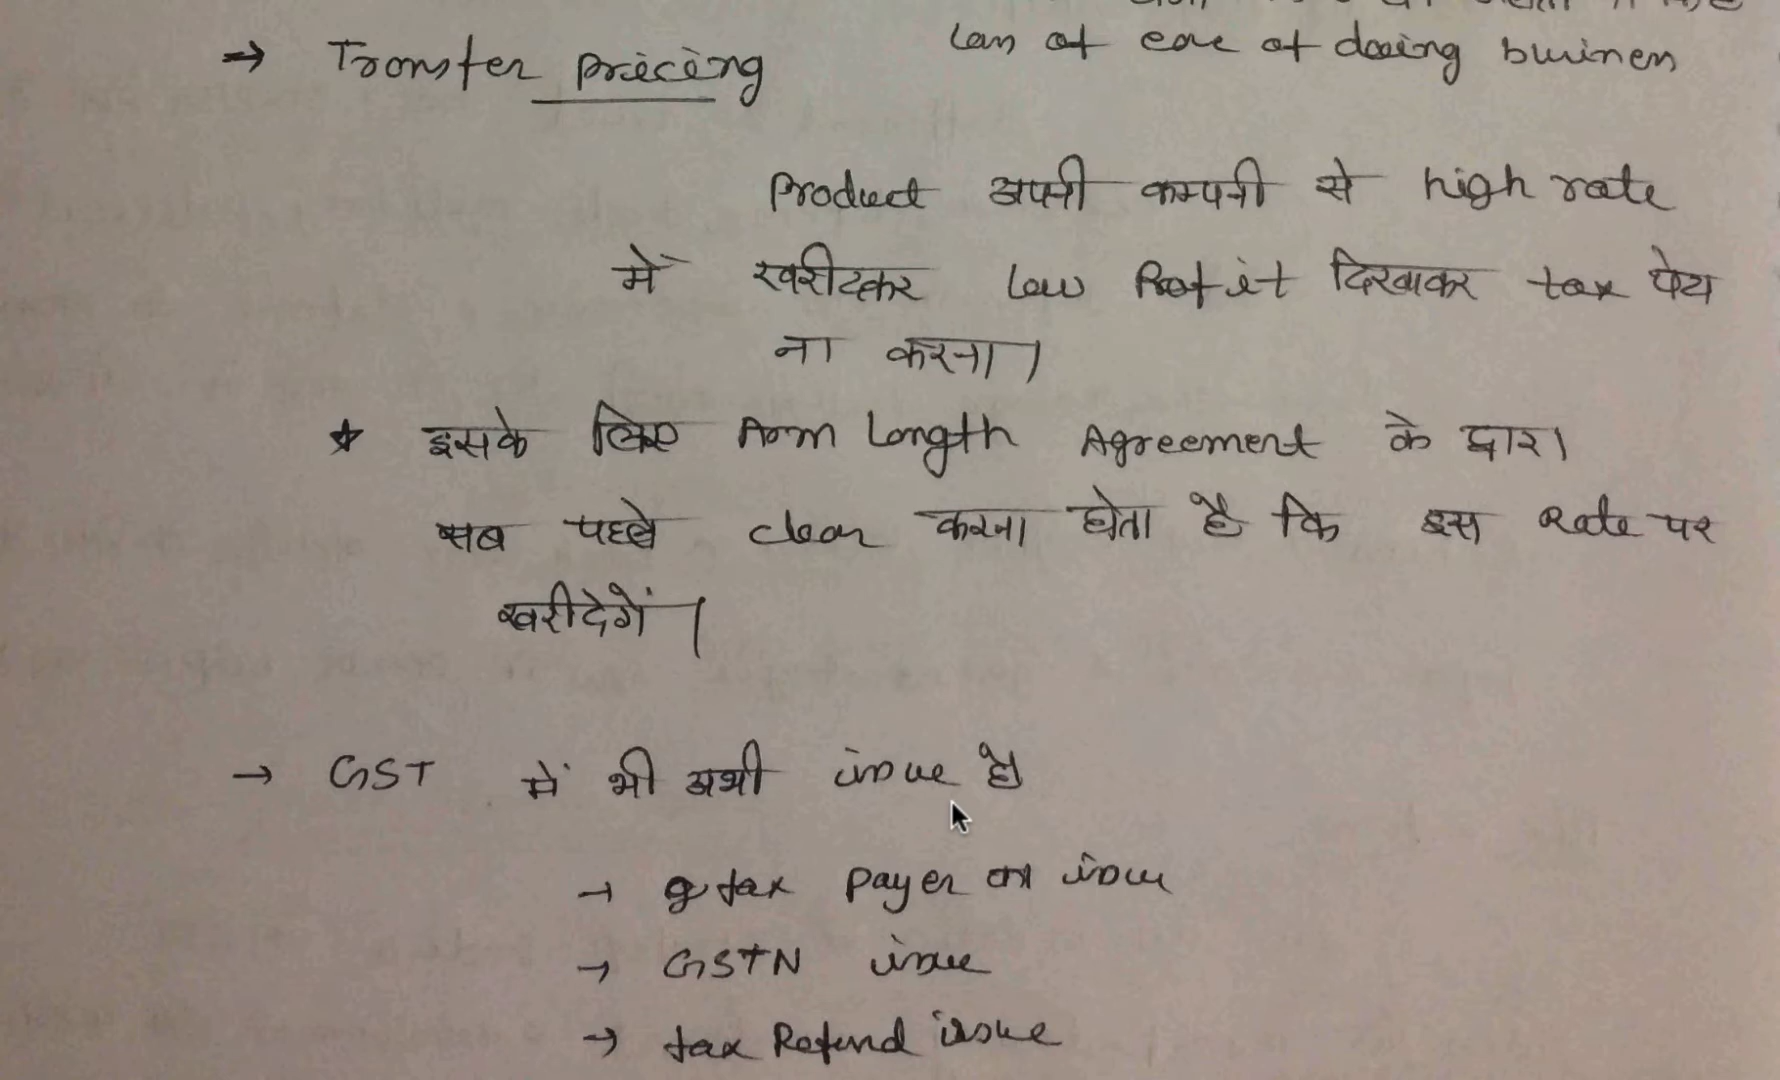 law of ease of doing business
→ Transfer pricing
Product अपनी कम्पनी से high rate
में खरीदकर low Profit दिखाकर tax पेय
ना करना।
* इसके लिए Arm Length Agreement के द्वारा
सब पहले clear करना होता है कि इस Rate पर
खरीदेगें।
→ GST में भी अभी issue है
→ tax payer का issue
→ GSTN issue
→ tax Refund issue